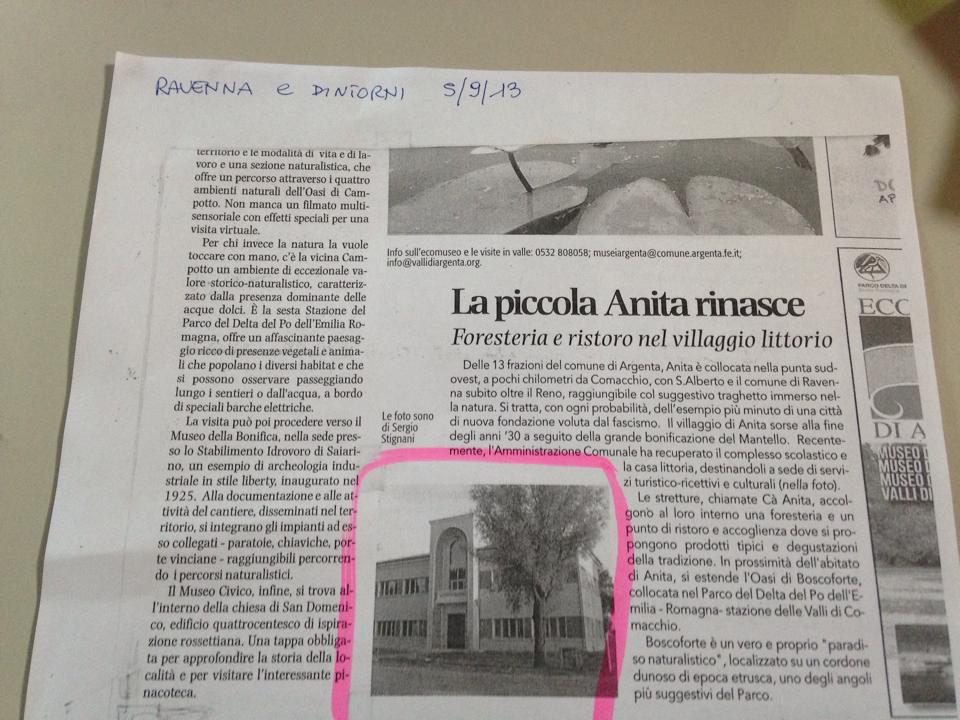 RAVENNA e DINTORNI 5/9/13
territorio e le modalità di vita e di la-
voro e una sezione naturalistica, che
offre un percorso attraverso i quattro
ambienti naturali dell'Oasi di Cam-
potto. Non manca un filmato multi-
sensoriale con effetti speciali per una
visita virtuale.
Per chi invece la natura la vuole
toccare con mano, c'è la vicina Cam-
potto un ambiente di eccezionale va-
lore storico-naturalistico, caratteriz-
zato dalla presenza dominante delle
acque dolci. È la sesta Stazione del
Parco del Delta del Po dell'Emilia Ro-
magna, offre un affascinante paesag-
gio ricco di presenze vegetali e anima-
li che popolano i diversi habitat e che
si possono osservare passeggiando
lungo i sentieri o dall'acqua, a bordo
di speciali barche elettriche.
La visita può poi procedere verso il
Museo della Bonifica, nella sede pres-
so lo Stabilimento Idrovoro di Saiari-
no, un esempio di archeologia indu-
striale in stile liberty, inaugurato nel
1925. Alla documentazione e alle at-
tività del cantiere, disseminati nel ter-
ritorio, si integrano gli impianti ad es-
so collegati - paratoie, chiaviche, por-
te vinciane - raggiungibili percorren-
do i percorsi naturalistici.
Il Museo Civico, infine, si trova al-
l'interno della chiesa di San Domeni-
co, edificio quattrocentesco di ispira-
zione rossettiana. Una tappa obbliga-
ta per approfondire la storia della lo-
calità e per visitare l'interessante pi-
nacoteca.
Info sull'ecomuseo e le visite in valle: 0532 808058; museiargenta@comune.argenta.fe.it;
info@vallidiargenta.org.
La piccola Anita rinasce
Foresteria e ristoro nel villaggio littorio
Delle 13 frazioni del comune di Argenta, Anita è collocata nella punta sud-
ovest, a pochi chilometri da Comacchio, con S.Alberto e il comune di Raven-
na subito oltre il Reno, raggiungibile col suggestivo traghetto immerso nel-
la natura. Si tratta, con ogni probabilità, dell'esempio più minuto di una città
di nuova fondazione voluta dal fascismo. Il villaggio di Anita sorse alla fine
degli anni '30 a seguito della grande bonificazione del Mantello. Recente-
mente, l'Amministrazione Comunale ha recuperato il complesso scolastico e
la casa littoria, destinandoli a sede di servi-
zi turistico-ricettivi e culturali (nella foto).
Le stretture, chiamate Cà Anita, accol-
gono al loro interno una foresteria e un
punto di ristoro e accoglienza dove si pro-
pongono prodotti tipici e degustazioni
della tradizione. In prossimità dell'abitato
di Anita, si estende l'Oasi di Boscoforte,
collocata nel Parco del Delta del Po dell'E-
milia - Romagna- stazione delle Valli di Co-
macchio.
Boscoforte è un vero e proprio "paradi-
so naturalistico", localizzato su un cordone
dunoso di epoca etrusca, uno degli angoli
più suggestivi del Parco.
Le foto sono
di Sergio
Stignani
AP
PARCO DELTA DI
ECC
DI A
MUSEO D
MUSEO D
MUSEO D
VALLI DI